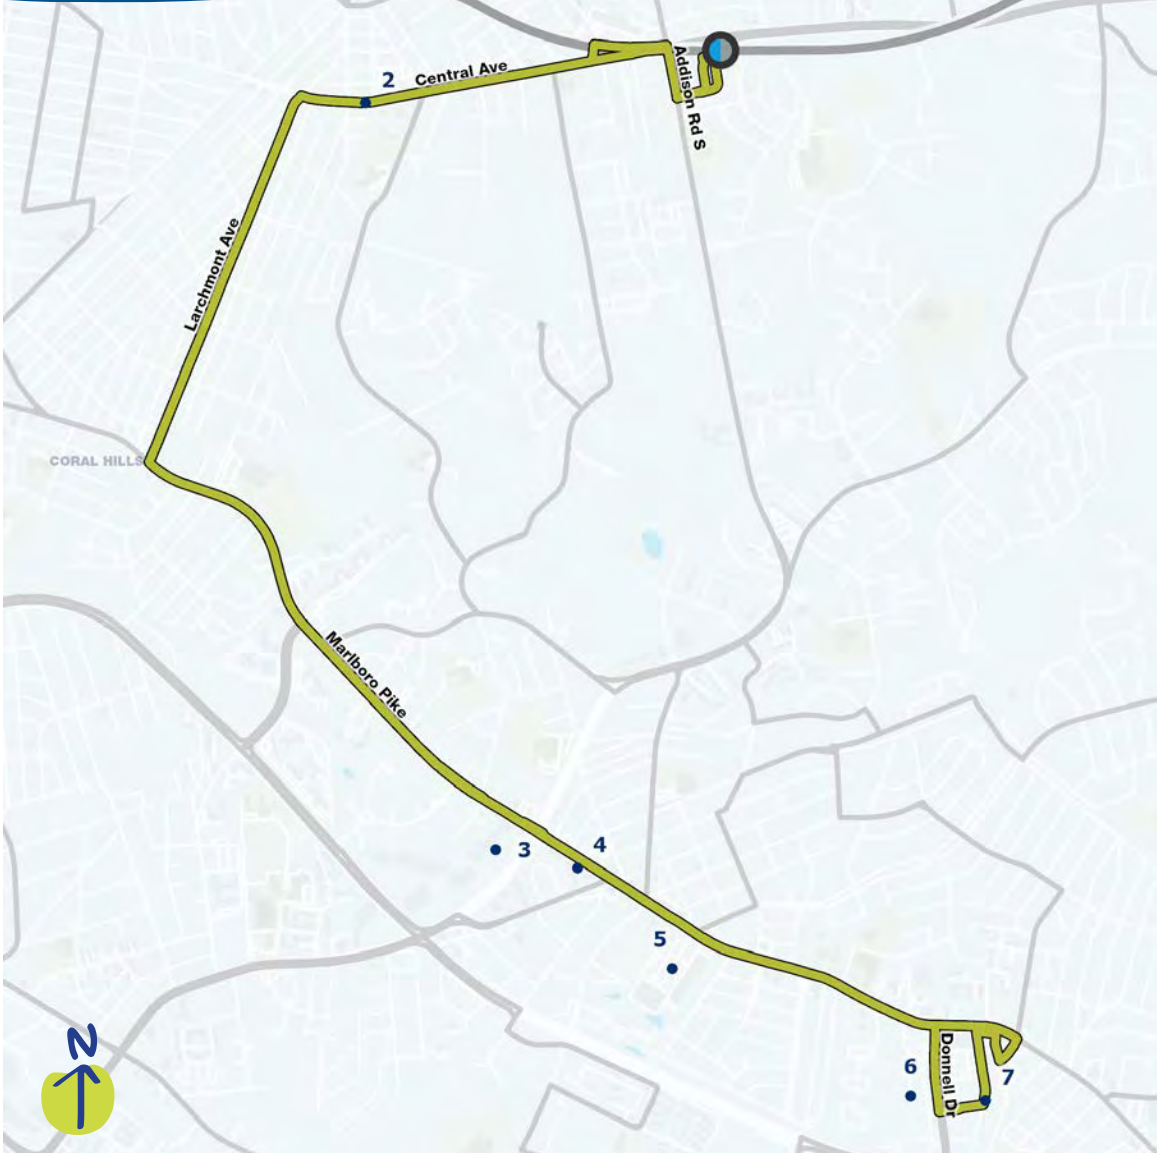 2
Central Ave
Addison Rd S
Larchmont Ave
CORAL HILLS
Marlboro Pike
3
4
5
6
7
Donnell Dr
N